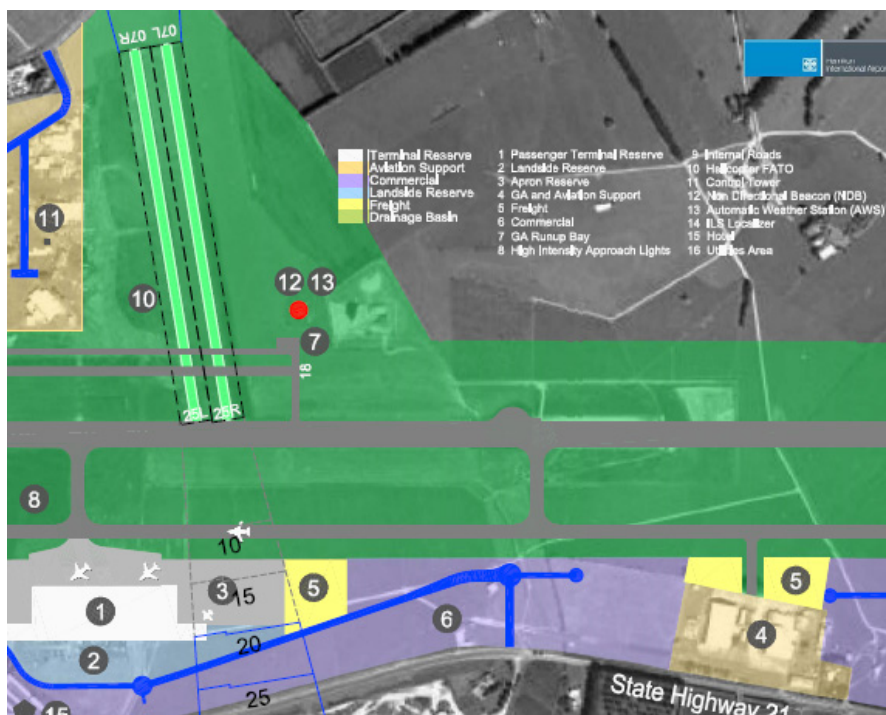 07R 07L
Hamilton
International Airport
Terminal Reserve
Aviation Support
Commercial
Landside Reserve
Freight
Drainage Basin
1 Passenger Terminal Reserve
2 Landside Reserve
3 Apron Reserve
4 GA and Aviation Support
5 Freight
6 Commercial
7 GA Runup Bay
8 High Intensity Approach Lights
9 Internal Roads
10 Helicopter FATO
11 Control Tower
12 Non Directional Beacon (NDB)
13 Automatic Weather Station (AWS)
14 ILS Localizer
15 Hotel
16 Utilities Area
11
10
12 13
7
18
25L 25R
8
10
3
15
5
5
1
6
4
20
2
25
15
State Highway 21